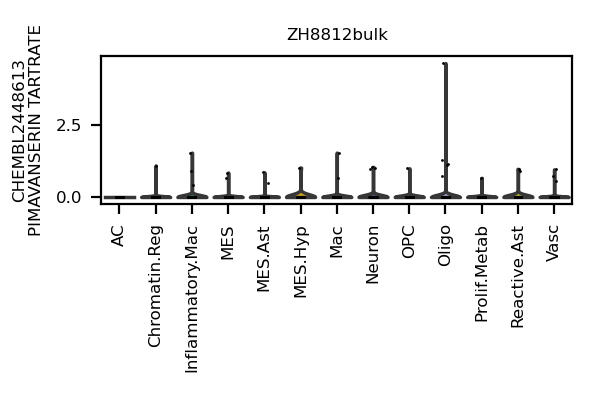 ZH8812bulk
CHEMBL2448613
PIMAVANSERIN TARTRATE
2.5
0.0
AC
Chromatin.Reg
Inflammatory.Mac
MES
MES.Ast
MES.Hyp
Mac
Neuron
OPC
Oligo
Prolif.Metab
Reactive.Ast
Vasc